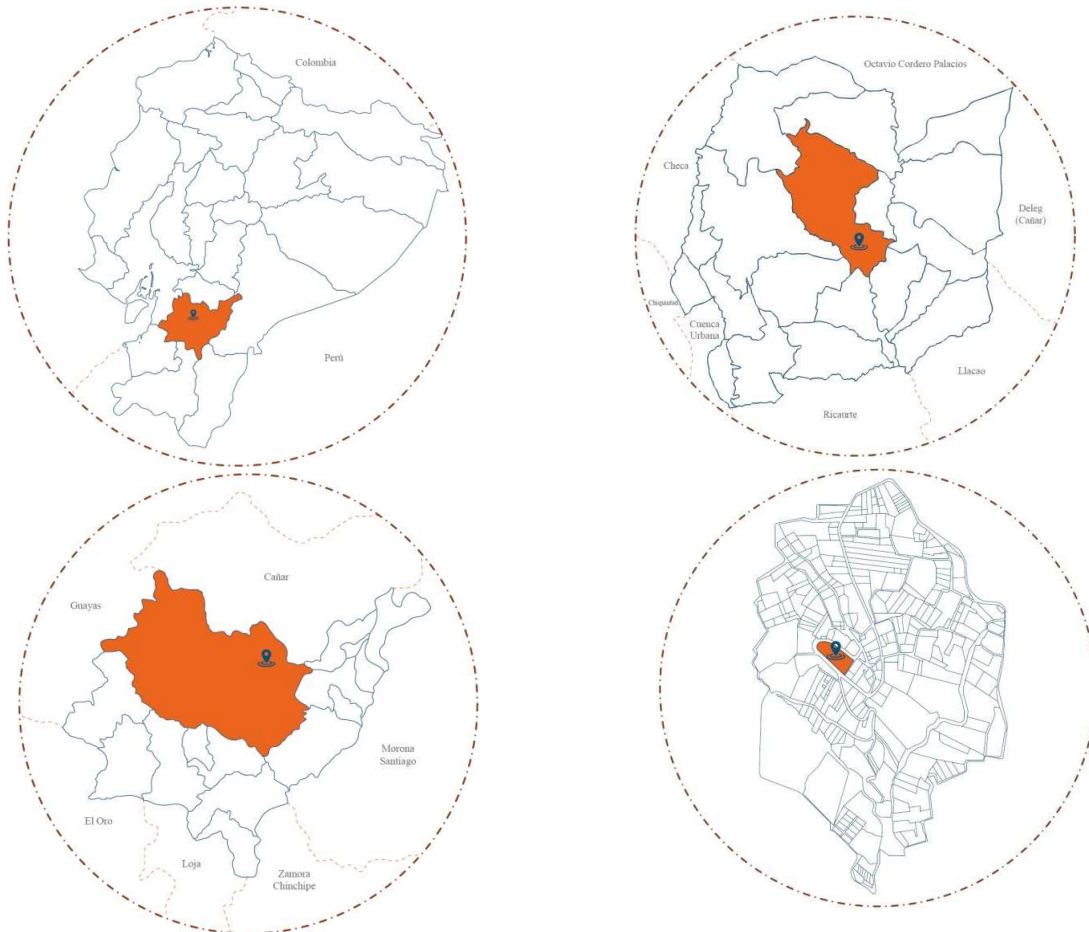 Colombia
Perú
Octavio Cordero Palacios
Checa
Deleg
(Cañar)
Chiquintad
Cuenca
Urbana
Llacao
Ricaurte
Cañar
Guayas
Morona
Santiago
El Oro
Loja
Zamora
Chinchipe